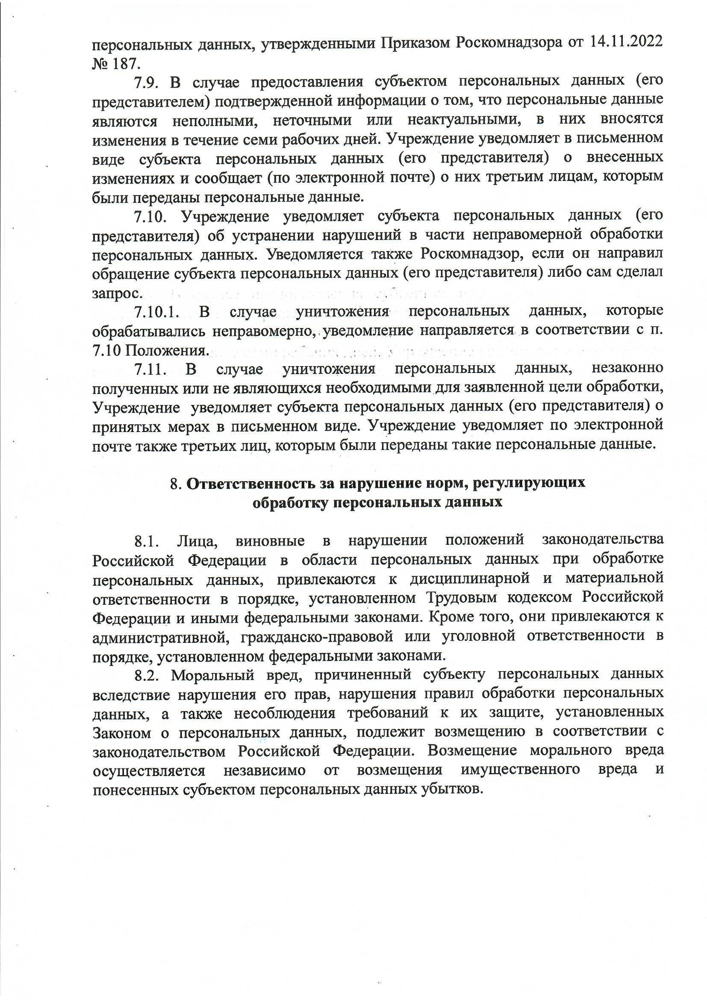 персональных данных, утвержденными Приказом Роскомнадзора от 14.11.2022
№ 187.
7.9. В случае предоставления субъектом персональных данных (его
представителем) подтвержденной информации о том, что персональные данные
являются неполными, неточными или неактуальными, в них вносятся
изменения в течение семи рабочих дней. Учреждение уведомляет в письменном
виде субъекта персональных данных (его представителя) о внесенных
изменениях и сообщает (по электронной почте) о них третьим лицам, которым
были переданы персональные данные.
7.10. Учреждение уведомляет субъекта персональных данных (его
представителя) об устранении нарушений в части неправомерной обработки
персональных данных. Уведомляется также Роскомнадзор, если он направил
обращение субъекта персональных данных (его представителя) либо сам сделал
запрос.
7.10.1. В случае уничтожения персональных данных, которые
обрабатывались неправомерно, уведомление направляется в соответствии с п.
7.10 Положения.
7.11. В случае уничтожения персональных данных, незаконно
полученных или не являющихся необходимыми для заявленной цели обработки,
Учреждение уведомляет субъекта персональных данных (его представителя) о
принятых мерах в письменном виде. Учреждение уведомляет по электронной
почте также третьих лиц, которым были переданы такие персональные данные.
8. Ответственность за нарушение норм, регулирующих
обработку персональных данных
8.1. Лица, виновные в нарушении положений законодательства
Российской Федерации в области персональных данных при обработке
персональных данных, привлекаются к дисциплинарной и материальной
ответственности в порядке, установленном Трудовым кодексом Российской
Федерации и иными федеральными законами. Кроме того, они привлекаются к
административной, гражданско-правовой или уголовной ответственности в
порядке, установленном федеральными законами.
8.2. Моральный вред, причиненный субъекту персональных данных
вследствие нарушения его прав, нарушения правил обработки персональных
данных, а также несоблюдения требований к их защите, установленных
Законом о персональных данных, подлежит возмещению в соответствии с
законодательством Российской Федерации. Возмещение морального вреда
осуществляется независимо от возмещения имущественного вреда и
понесенных субъектом персональных данных убытков.